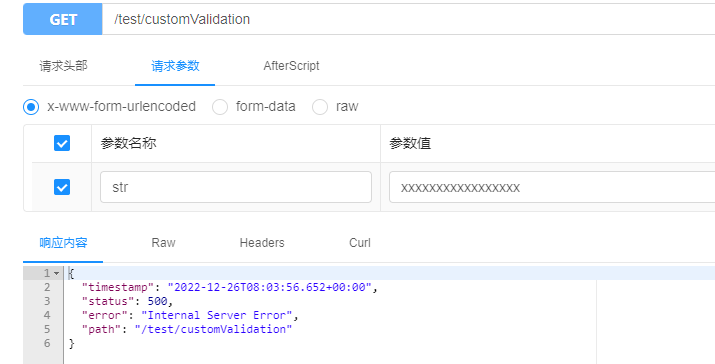 GET /test/customValidation
请求头部 请求参数 AfterScript
x-www-form-urlencoded form-data raw
参数名称 参数值
str xxxxxxxxxxxxxxxxx
响应内容 Raw Headers Curl
1 {
2 "timestamp": "2022-12-26T08:03:56.652+00:00",
3 "status": 500,
4 "error": "Internal Server Error",
5 "path": "/test/customValidation"
6 }